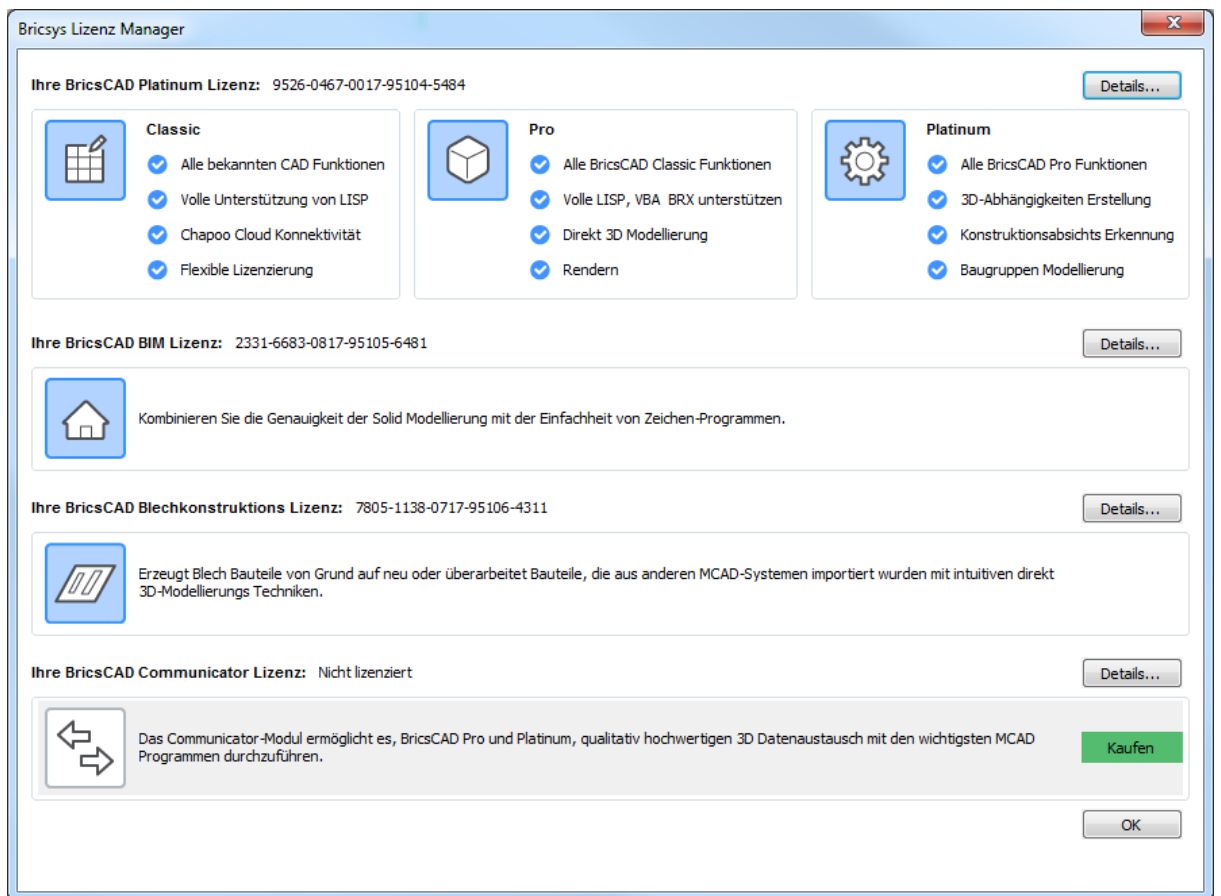 Bricsys Lizenz Manager
Ihre BricsCAD Platinum Lizenz: 9526-0467-0017-95104-5484
Details...
Classic
Alle bekannten CAD Funktionen
Volle Unterstützung von LISP
Chapoo Cloud Konnektivität
Flexible Lizenzierung
Pro
Alle BricsCAD Classic Funktionen
Volle LISP, VBA BRX unterstützen
Direkt 3D Modellierung
Rendern
Platinum
Alle BricsCAD Pro Funktionen
3D-Abhängigkeiten Erstellung
Konstruktionsabsichts Erkennung
Baugruppen Modellierung
Ihre BricsCAD BIM Lizenz: 2331-6683-0817-95105-6481
Details...
Kombinieren Sie die Genauigkeit der Solid Modellierung mit der Einfachheit von Zeichen-Programmen.
Ihre BricsCAD Blechkonstruktions Lizenz: 7805-1138-0717-95106-4311
Details...
Erzeugt Blech Bauteile von Grund auf neu oder überarbeitet Bauteile, die aus anderen MCAD-Systemen importiert wurden mit intuitiven direkt
3D-Modellierungs Techniken.
Ihre BricsCAD Communicator Lizenz: Nicht lizenziert
Details...
Das Communicator-Modul ermöglicht es, BricsCAD Pro und Platinum, qualitativ hochwertigen 3D Datenaustausch mit den wichtigsten MCAD
Programmen durchzuführen.
Kaufen
OK